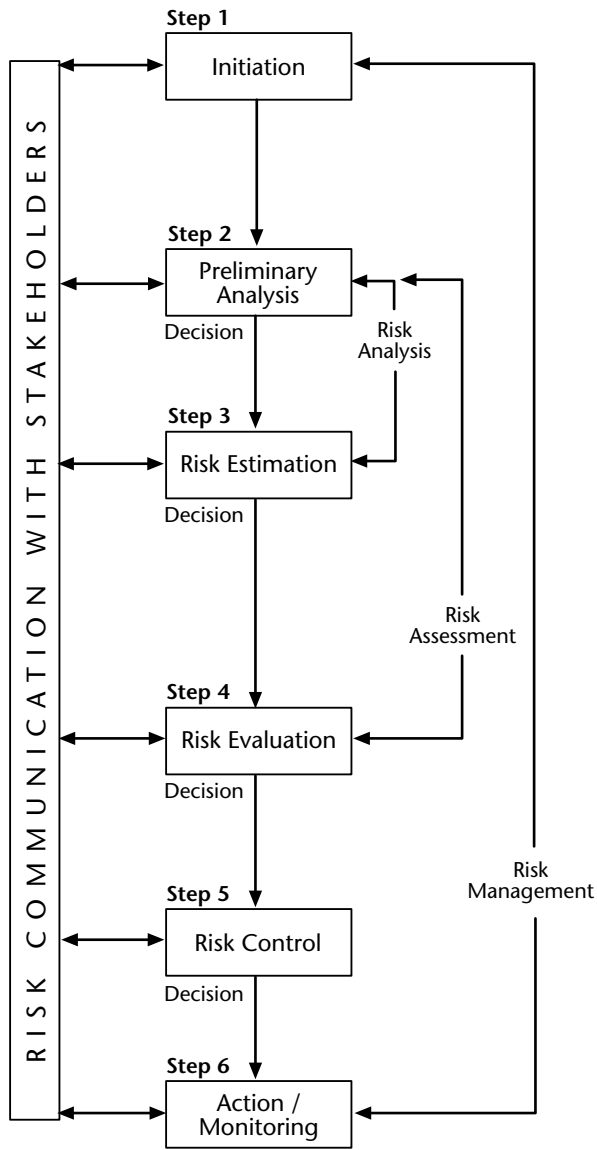 Step 1
Initiation
Step 2
Preliminary
Analysis
Decision
Risk
Analysis
Step 3
Risk Estimation
Decision
Risk
Assessment
Step 4
Risk Evaluation
Decision
Risk
Management
Step 5
Risk Control
Decision
Step 6
Action /
Monitoring
RISK COMMUNICATION WITH STAKEHOLDERS